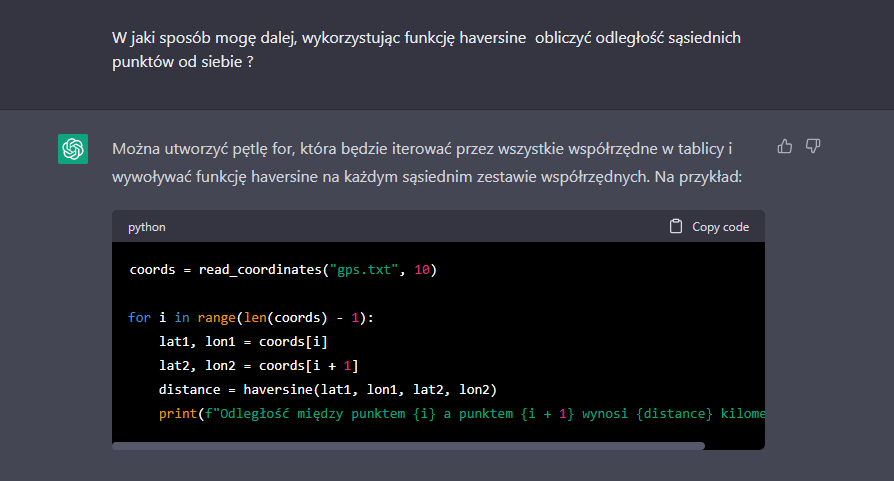 W jaki sposób mogę dalej, wykorzystując funkcję haversine  obliczyć odległość sąsiednich
punktów od siebie ?
Można utworzyć pętlę for, która będzie iterować przez wszystkie współrzędne w tablicy i
wywoływać funkcję haversine na każdym sąsiednim zestawie współrzędnych. Na przykład:
python
Copy code
coords = read_coordinates("gps.txt", 10)
for i in range(len(coords) - 1):
    lat1, lon1 = coords[i]
    lat2, lon2 = coords[i + 1]
    distance = haversine(lat1, lon1, lat2, lon2)
    print(f"Odległość między punktem {i} a punktem {i + 1} wynosi {distance} kilome